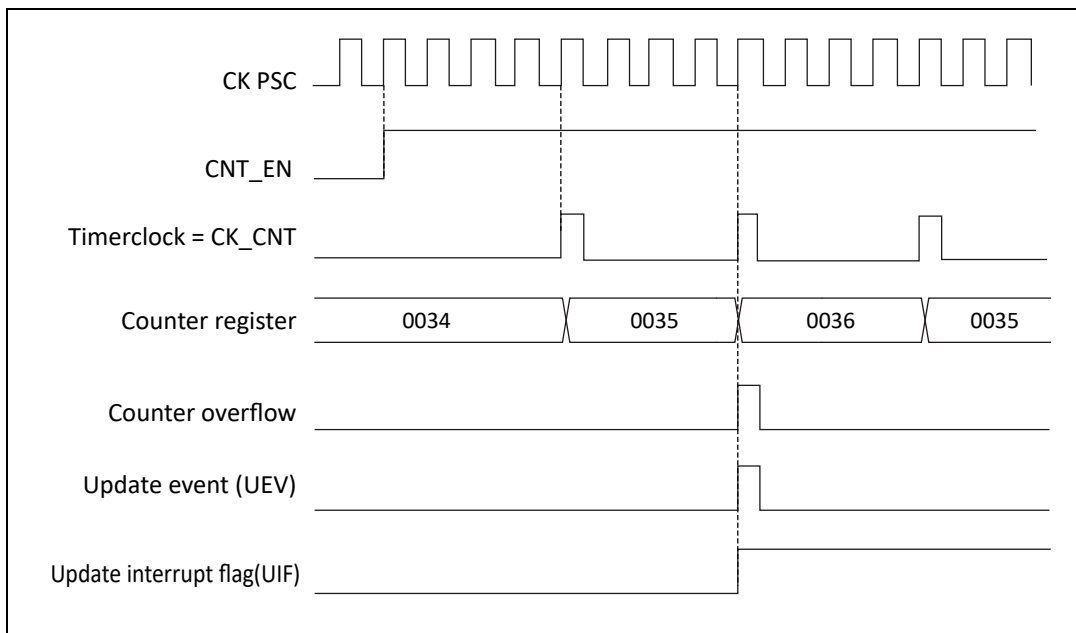 CK PSC
CNT_EN
Timerclock = CK_CNT
Counter register 0034 0035 0036 0035
Counter overflow
Update event (UEV)
Update interrupt flag(UIF)